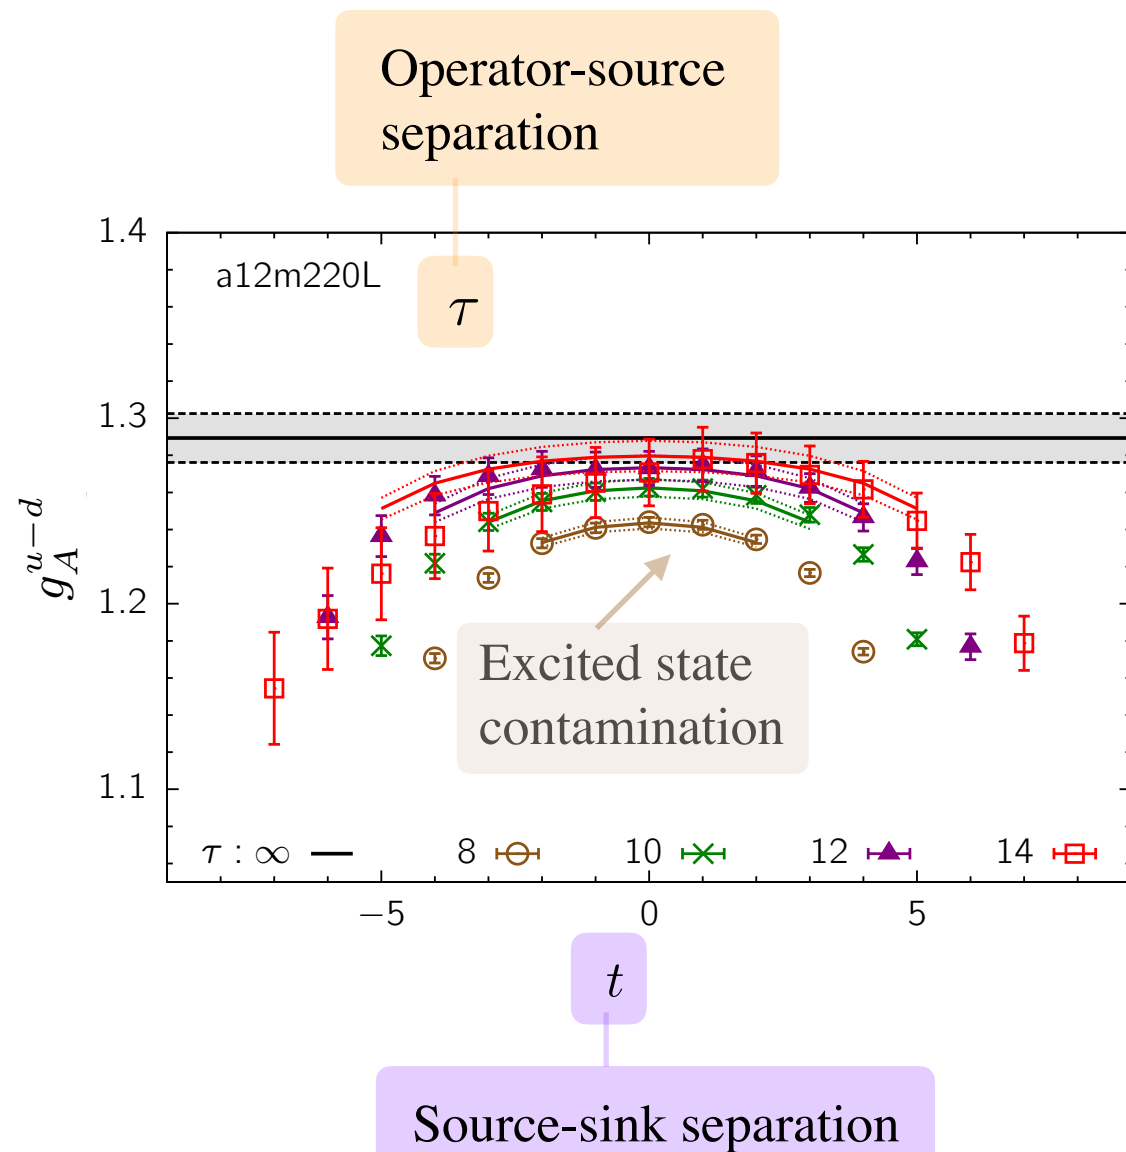 Operator-source
separation
1.4
a12m220L
τ
1.3
g_A^{u−d}
1.2
Excited state
contamination
1.1
τ : ∞ 8 10 12 14
−5 0 5
t
Source-sink separation